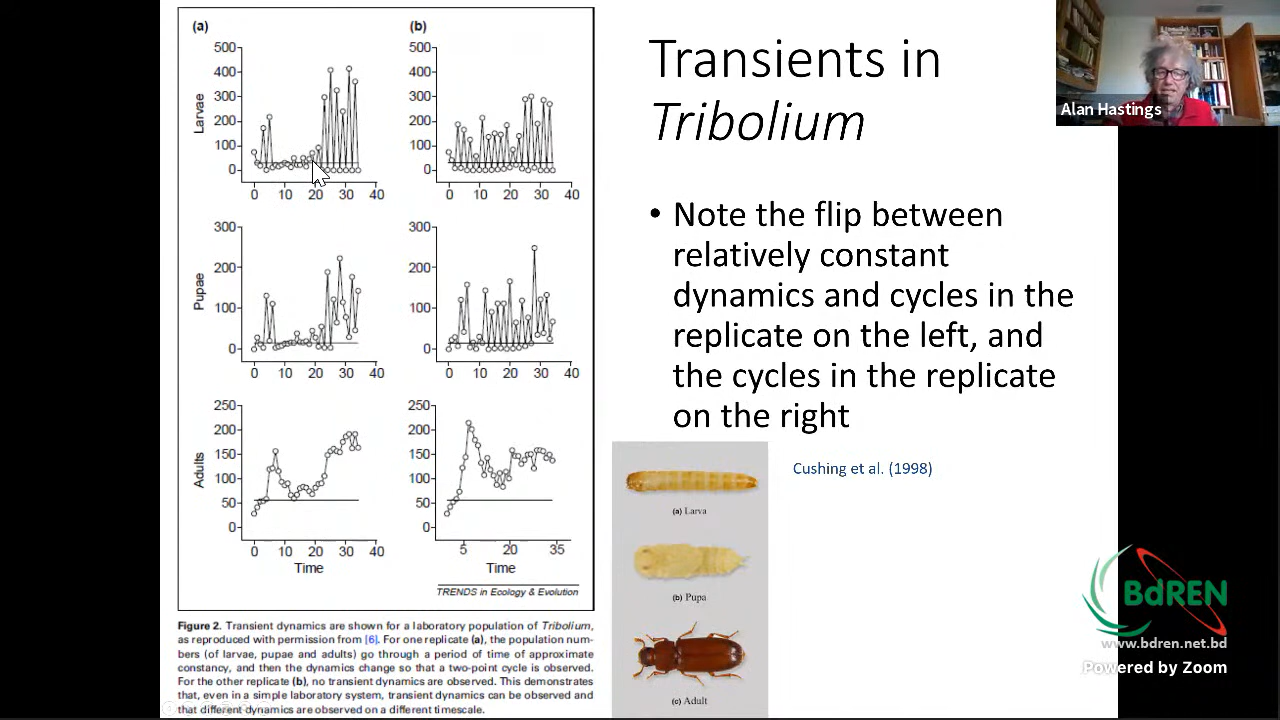 Transients in
Tribolium
• Note the flip between
relatively constant
dynamics and cycles in the
replicate on the left, and
the cycles in the replicate
on the right
Cushing et al. (1998)
(a)
(b)
Larvae
500
400
300
200
100
0
0 10 20 30 40
500
400
300
200
100
0
0 10 20 30 40
Pupae
300
200
100
0
0 10 20 30 40
300
200
100
0
0 10 20 30 40
Adults
250
200
150
100
50
0
0 10 20 30 40
Time
250
200
150
100
50
0
5 20 35
Time
TRENDS in Ecology & Evolution
Figure 2. Transient dynamics are shown for a laboratory population of Tribolium,
as reproduced with permission from [6]. For one replicate (a), the population num-
bers (of larvae, pupae and adults) go through a period of time of approximate
constancy, and then the dynamics change so that a two-point cycle is observed.
For the other replicate (b), no transient dynamics are observed. This demonstrates
that, even in a simple laboratory system, transient dynamics can be observed and
that different dynamics are observed on a different timescale.
(a) Larva
(b) Pupa
(c) Adult
Alan Hastings
BdREN
www.bdren.net.bd
Powered by Zoom